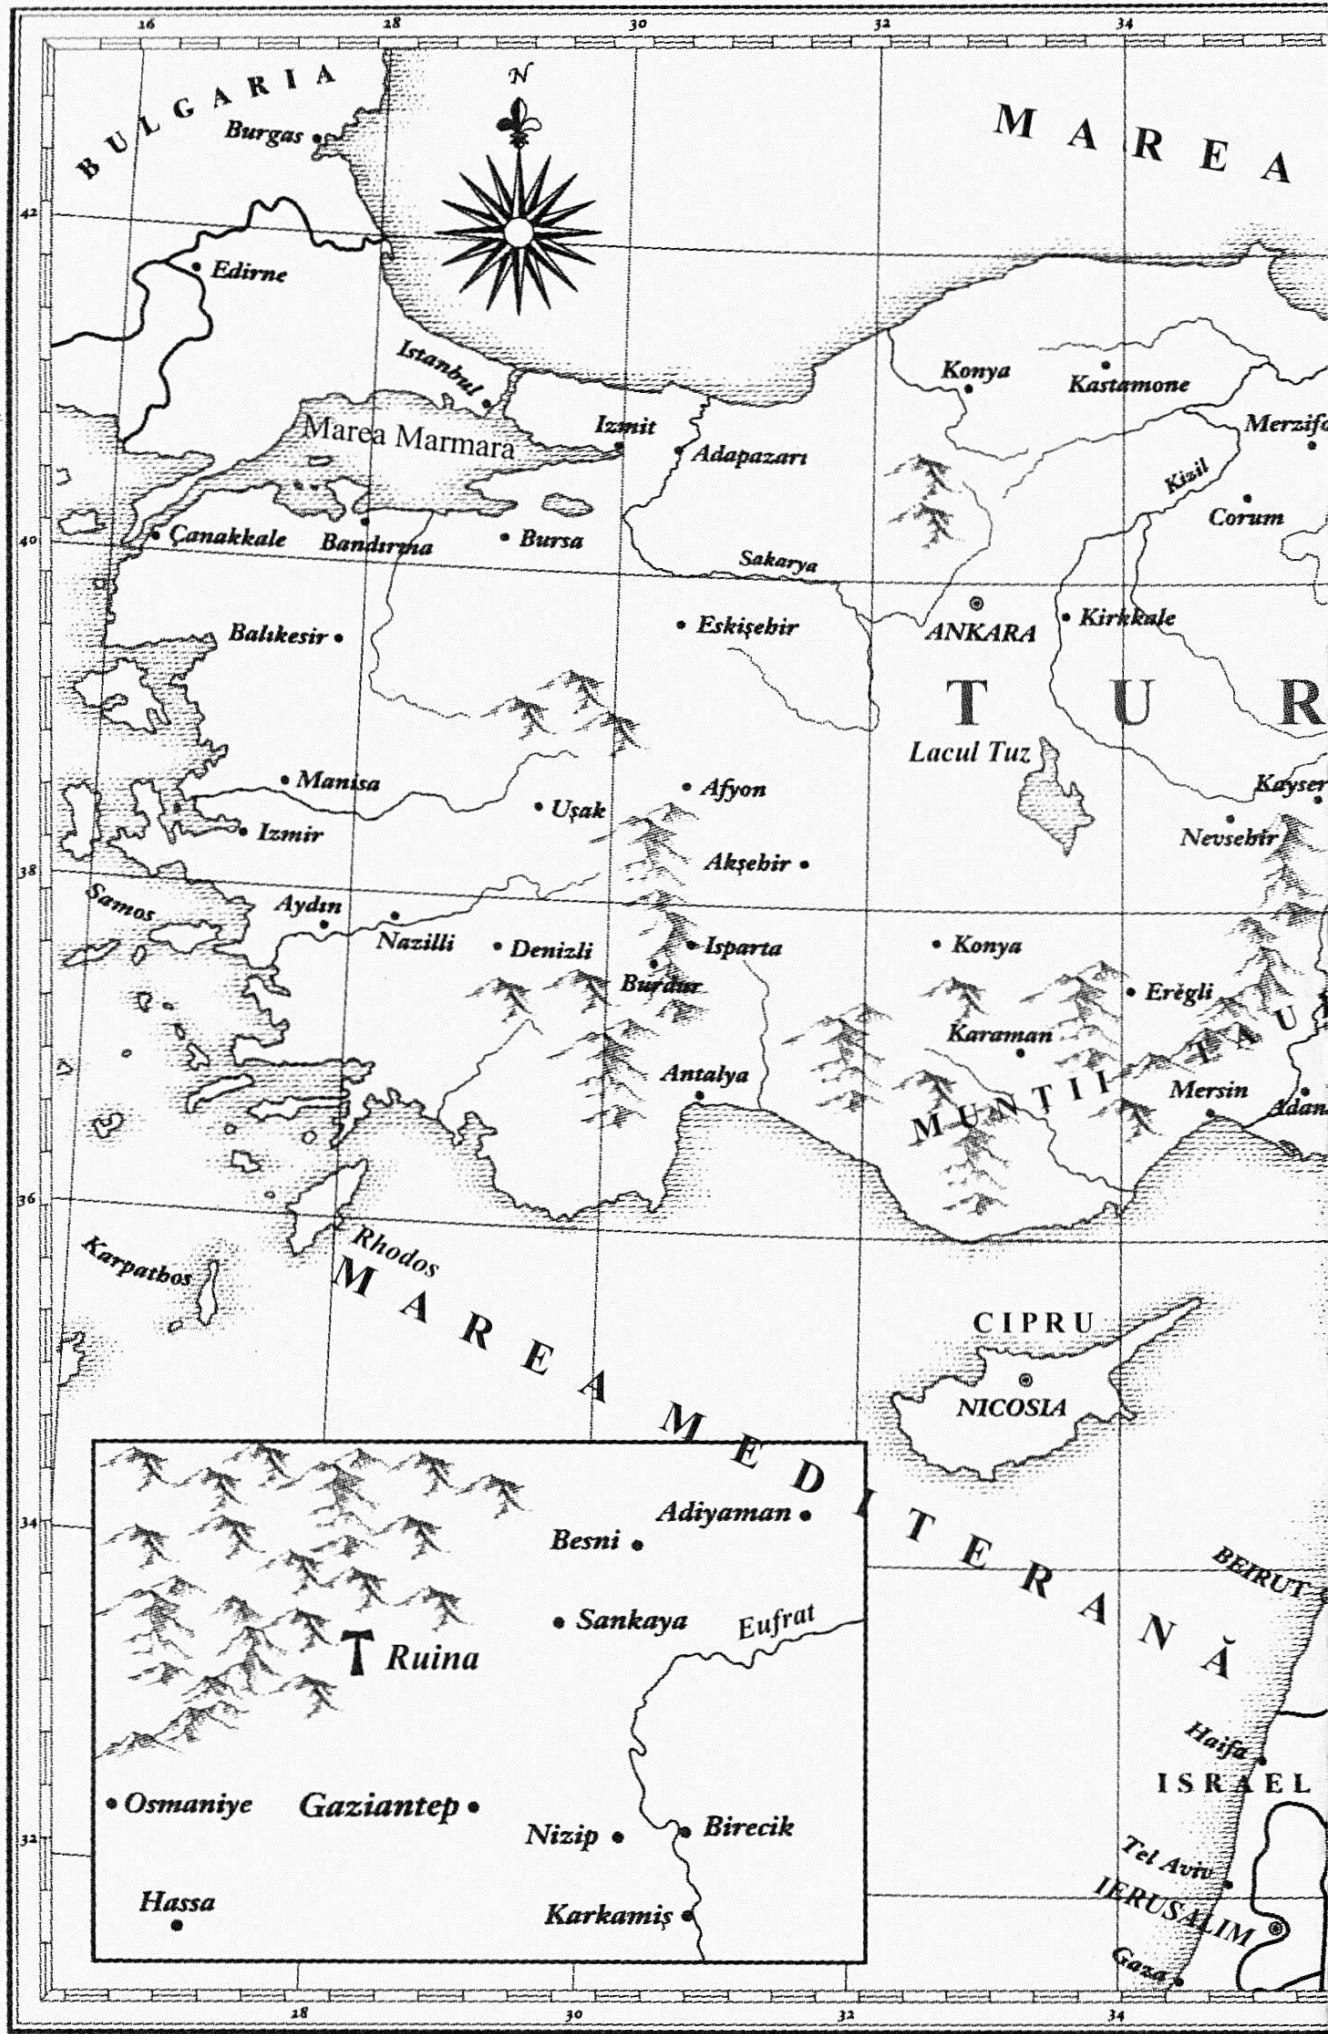 16 28 30 32 34
BULGARIA
Burgas
N
MAREA
42
Edirne
Istanbul
Marea Marmara
Izmit
Adapazarı
Konya
Kastamone
Merzifo
Kizil
Corum
40
Çanakkale
Bandırma
Bursa
Sakarya
Balıkesir
Eskişehir
ANKARA
Kirkkale
TUR
Lacul Tuz
Manisa
Afyon
Kayser
Izmir
Uşak
Nevsehir
Akşehir
38
Samos
Aydın
Nazilli
Denizli
Isparta
Konya
Burdur
Erĕgli
Karaman
MUNȚII TAU
Antalya
Mersin
Adan
36
Rhodos
Karpathos
MAREA MEDITERANĂ
CIPRU
NICOSIA
34
Adiyaman
Besni
Sankaya
Eufrat
T Ruina
BEIRUT
Haifa
ISRAEL
Osmaniye
Gaziantep
Nizip
Birecik
32
Tel Aviv
IERUSALIM
Hassa
Karkamiş
Gaza
28 30 32 34